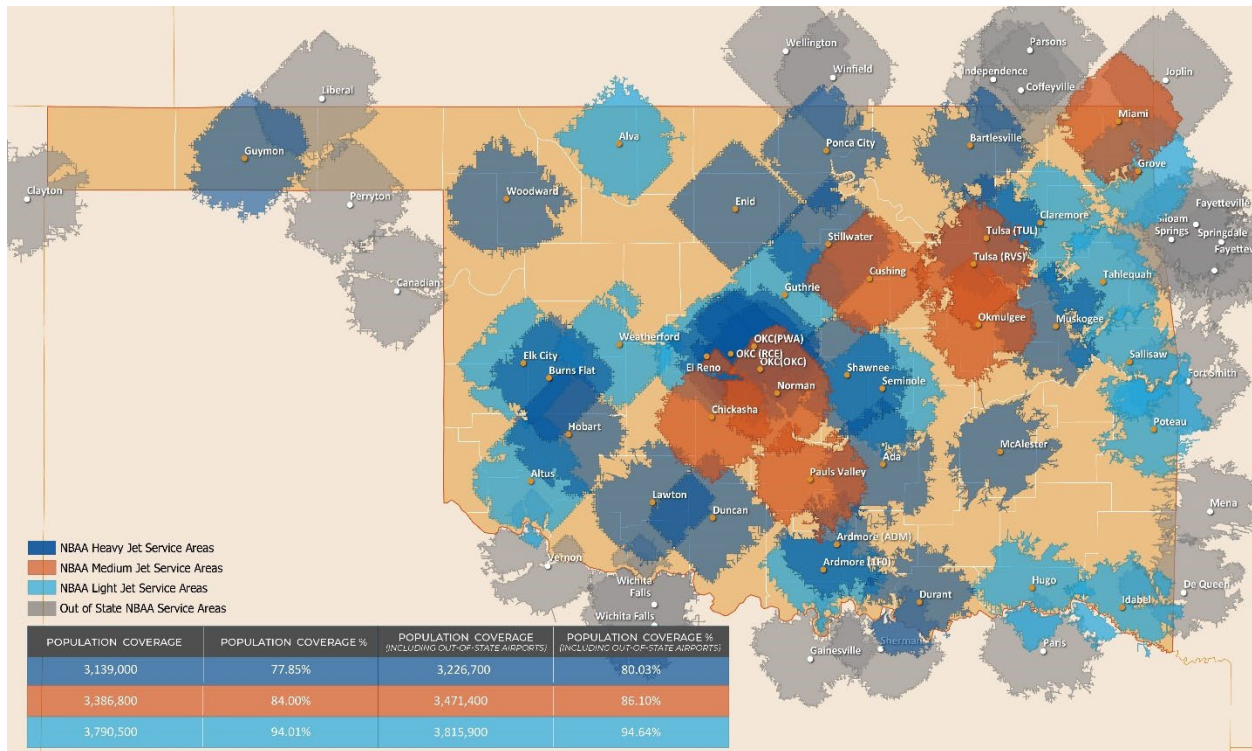 Wellington
Parsons
Winfield
Independence
Joplin
Coffeyville
Liberal
Miami
Alva
Bartlesville
Guymon
Ponca City
Grove
Clayton
Woodward
Perryton
Enid
Fayetteville
Claremore
Springs
Springdale
Stillwater
Tulsa (TUL)
Tulsa (RVS)
Cushing
Tahlequah
Canadian
Guthrie
Okmulgee
Muskogee
Weatherford
OKC(PWA)
OKC (RCE)
Elk City
El Reno
OKC(OKC)
Sallisaw
Burns Flat
Shawnee
Fort Smith
Seminole
Norman
Chickasha
Hobart
Poteau
McAlester
Ada
Altus
Pauls Valley
Lawton
Duncan
Mena
Ardmore (ADM)
Vernon
Ardmore (1F0)
Wichita
Falls
Hugo
De Queen
Durant
Idabel
Wichita Falls
Gainesville
Paris
NBAA Heavy Jet Service Areas
NBAA Medium Jet Service Areas
NBAA Light Jet Service Areas
Out of State NBAA Service Areas
POPULATION COVERAGE POPULATION COVERAGE % POPULATION COVERAGE (INCLUDING OUT-OF-STATE AIRPORTS) POPULATION COVERAGE % (INCLUDING OUT-OF-STATE AIRPORTS)
3,139,000 77.85% 3,226,700 80.03%
3,386,800 84.00% 3,471,400 86.10%
3,790,500 94.01% 3,815,900 94.64%